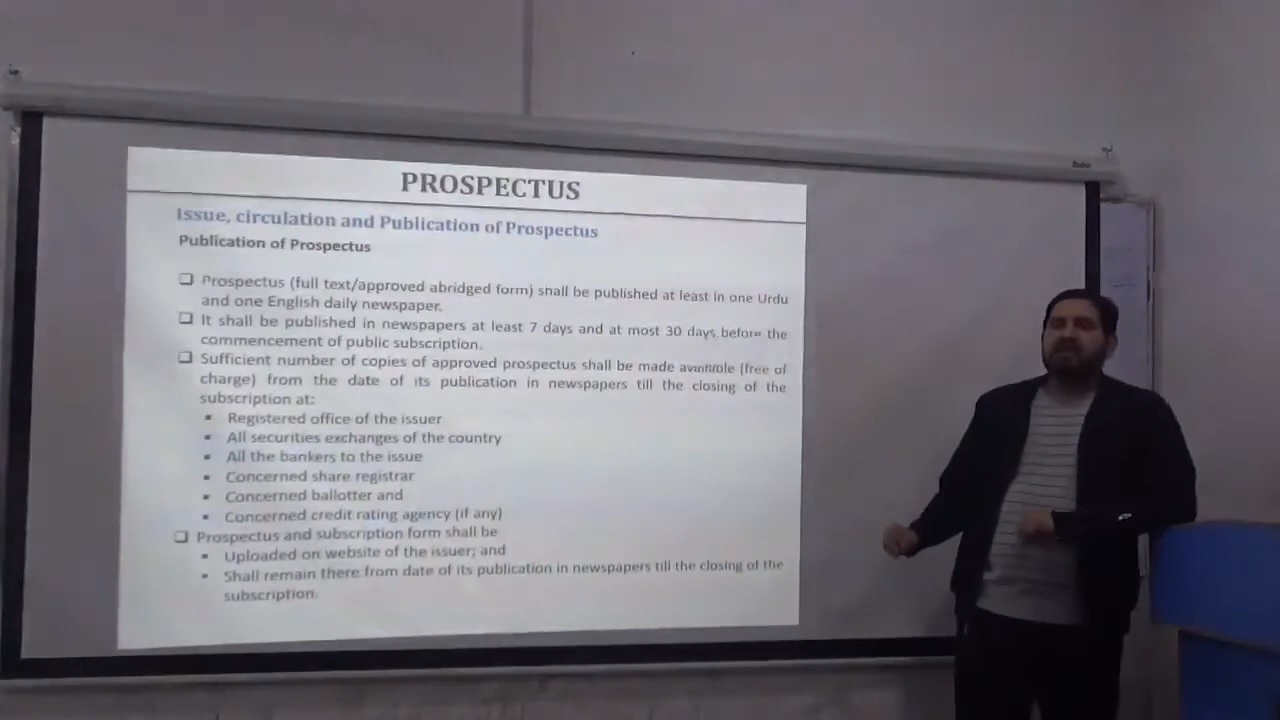 PROSPECTUS
Issue, circulation and Publication of Prospectus
Publication of Prospectus
❑ Prospectus (full text/approved abridged form) shall be published at least in one Urdu
and one English daily newspaper.
❑ It shall be published in newspapers at least 7 days and at most 30 days before the
commencement of public subscription.
❑ Sufficient number of copies of approved prospectus shall be made available (free of
charge) from the date of its publication in newspapers till the closing of the
subscription at:
▪ Registered office of the issuer
▪ All securities exchanges of the country
▪ All the bankers to the issue
▪ Concerned share registrar
▪ Concerned ballotter and
▪ Concerned credit rating agency (if any)
❑ Prospectus and subscription form shall be
▪ Uploaded on website of the issuer; and
▪ Shall remain there from date of its publication in newspapers till the closing of the
subscription.